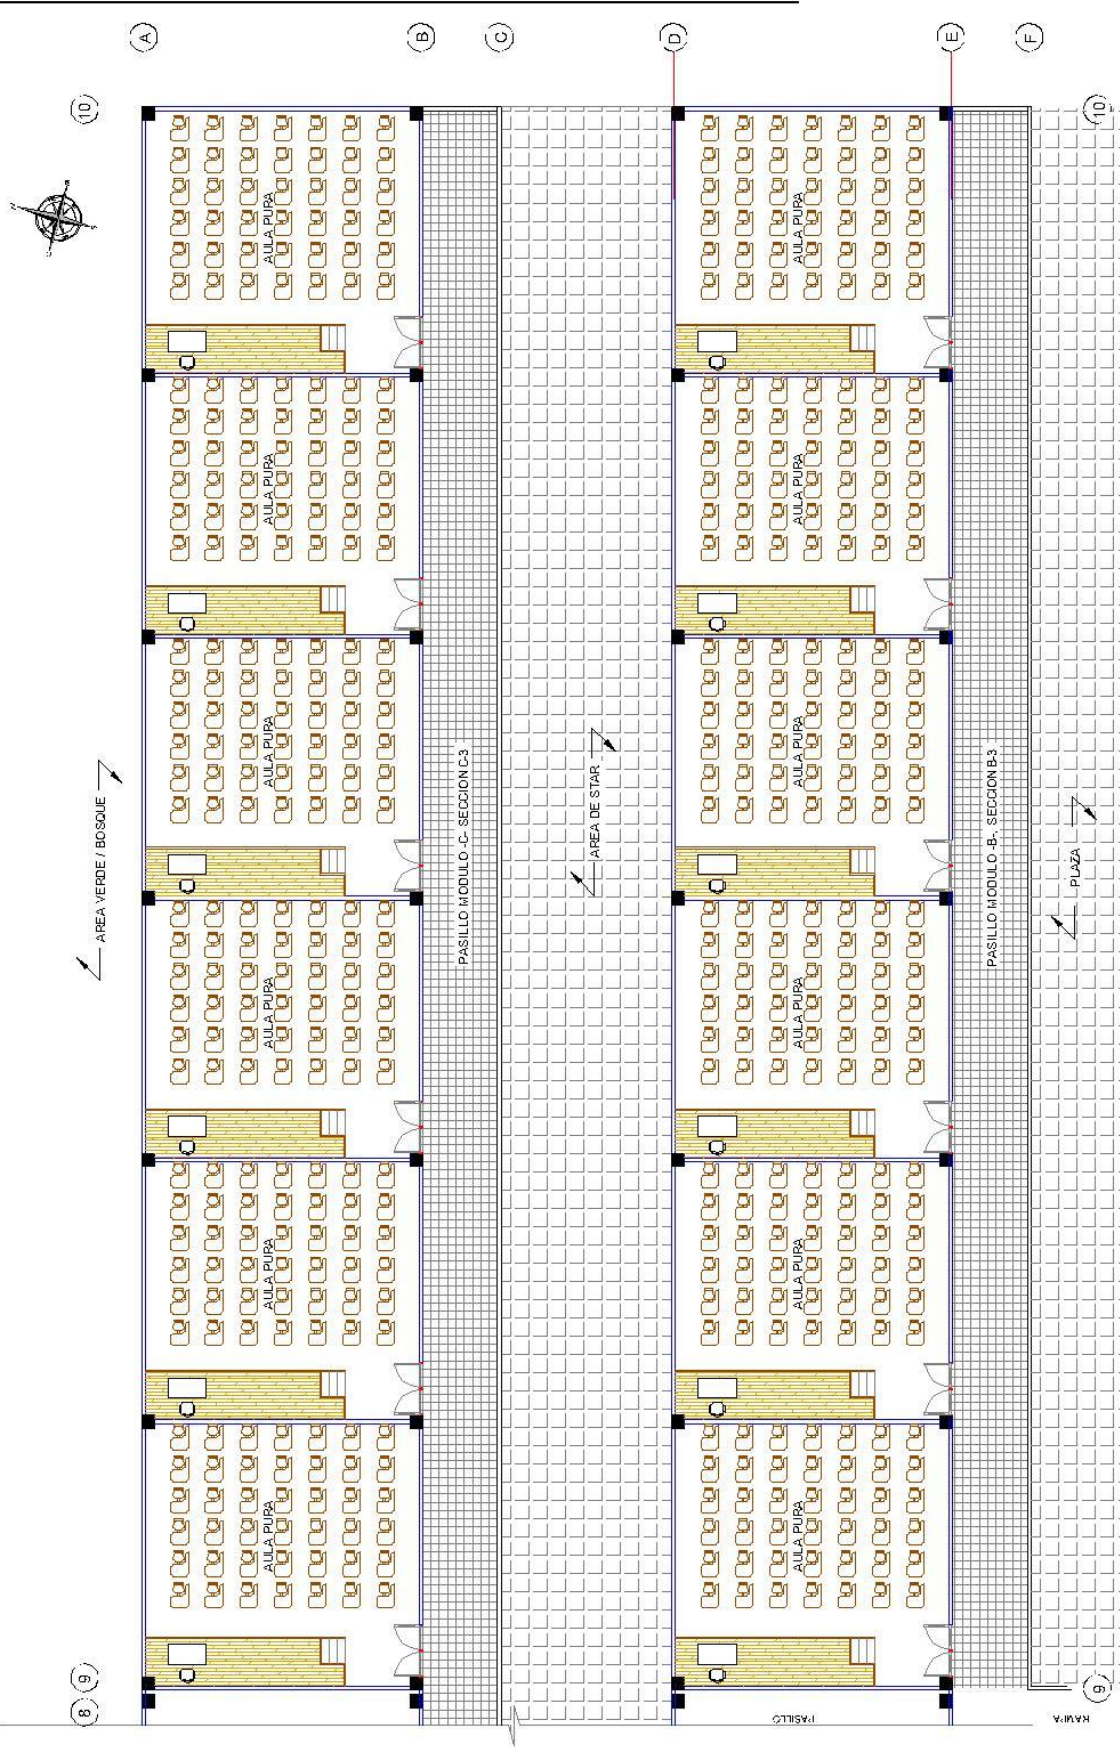 A
B
C
D
E
F
10
10
AULA PURA
AULA PURA
AULA PURA
AULA PURA
AULA PURA
AULA PURA
AULA PURA
AULA PURA
AULA PURA
AULA PURA
AULA PURA
AULA PURA
AREA VERDE / BOSQUE
PASILLO MODULO -C- SECCION C-3
AREA DE STAR
PASILLO MODULO -B-, SECCION B-3
PLAZA
9
8
9
PASILLO
RAMPA